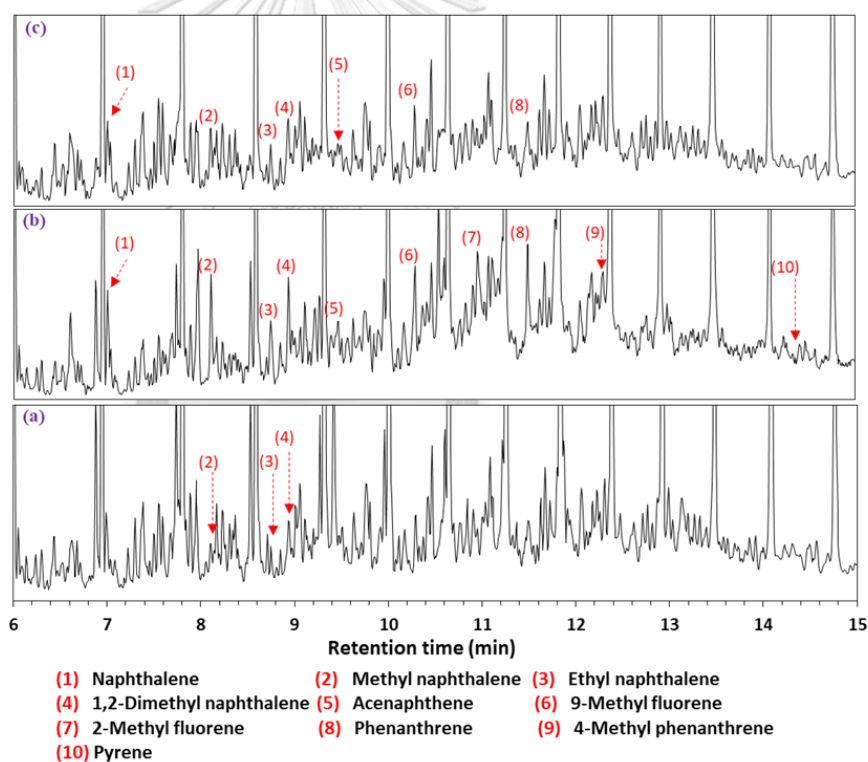 (c)
(1)
(2)
(3)
(4)
(5)
(6)
(8)
(b)
(1)
(2)
(3)
(4)
(5)
(6)
(7)
(8)
(9)
(10)
(a)
(2)
(3)
(4)
6 7 8 9 10 11 12 13 14 15
Retention time (min)
(1) Naphthalene (2) Methyl naphthalene (3) Ethyl naphthalene
(4) 1,2-Dimethyl naphthalene (5) Acenaphthene (6) 9-Methyl fluorene
(7) 2-Methyl fluorene (8) Phenanthrene (9) 4-Methyl phenanthrene
(10) Pyrene